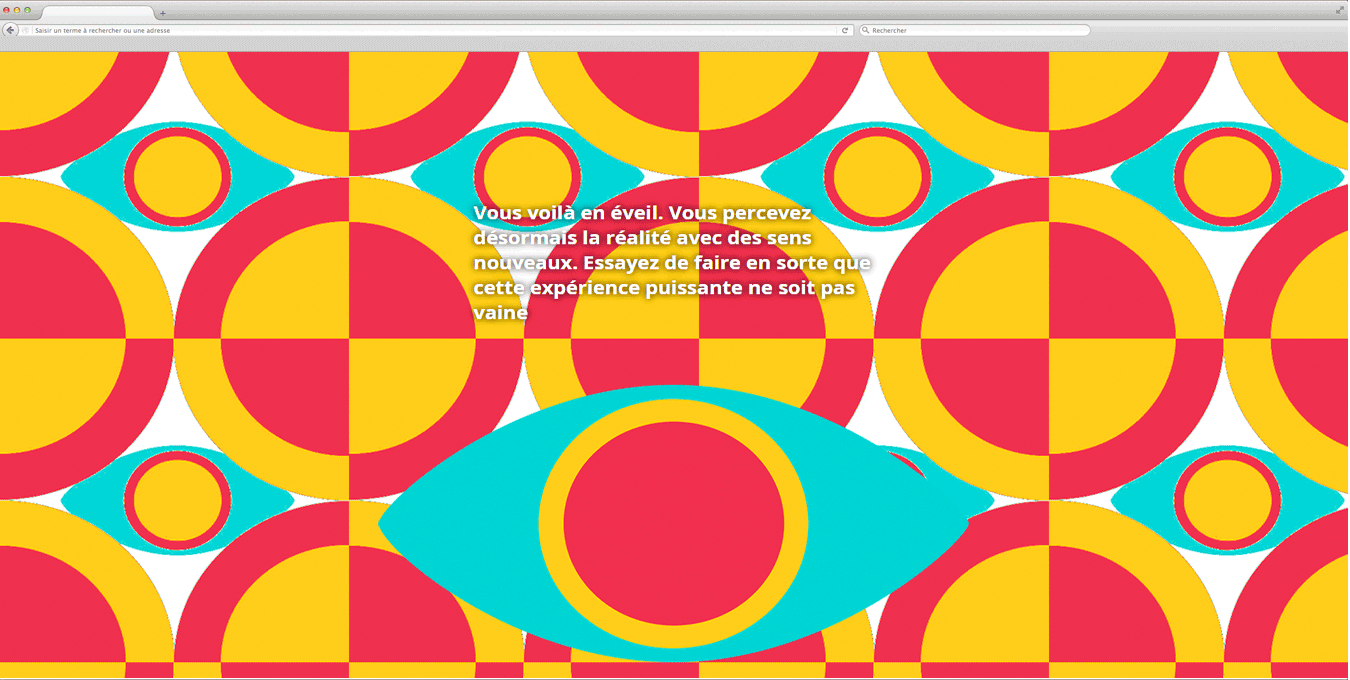 Saisir un terme à rechercher ou une adresse
Rechercher
Vous voilà en éveil. Vous percevez
désormais la réalité avec des sens
nouveaux. Essayez de faire en sorte que
cette expérience puissante ne soit pas
vaine